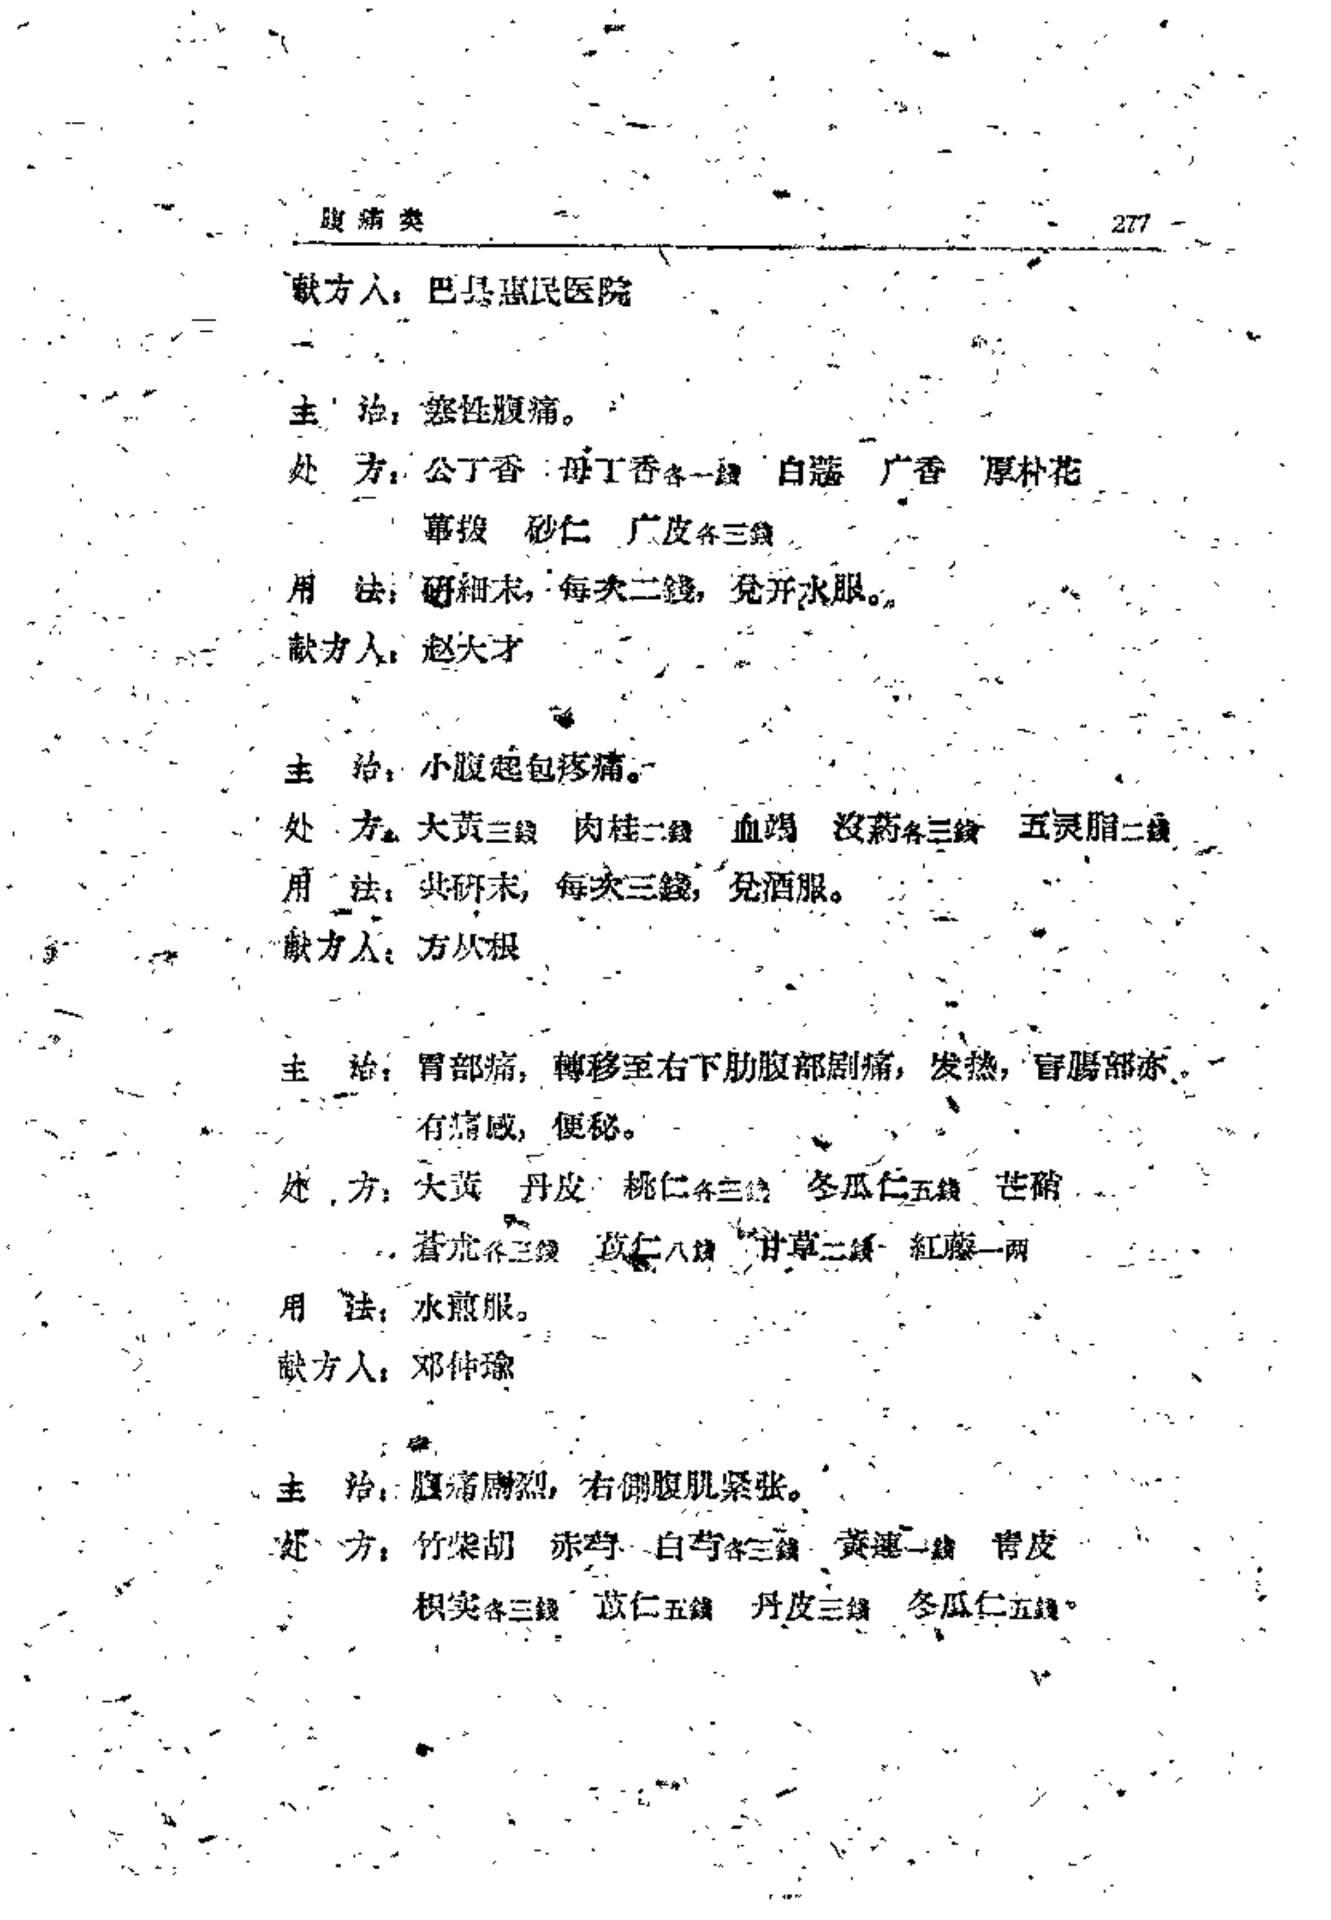 腹痛类 277
献方人：巴县惠民医院
主　治：寒性腹痛。
处　方：公丁香　母丁香各一錢　白蔻　广香　厚朴花
蓽拨　砂仁　广皮各三錢
用　法：研細末，每次二錢，兌开水服。
献方人：赵大才
主　治：小腹起包疼痛。
处　方：大黄三錢　肉桂二錢　血竭　沒葯各三錢　五灵脂二錢
用　法：共研末，每次三錢，兌酒服。
献方人：方从根
主　治：胃部痛，轉移至右下肋腹部剧痛，发热，盲腸部亦
有痛感，便秘。
处　方：大黄　丹皮　桃仁各三錢　冬瓜仁五錢　芒硝
蒼朮各三錢　苡仁八錢　甘草二錢　紅藤一两
用　法：水煎服。
献方人：邓仲瑜
主　治：腹痛剧烈，右側腹肌紧张。
处　方：竹柴胡　赤芍　白芍各三錢　黄連一錢　青皮
枳实各三錢　苡仁五錢　丹皮三錢　冬瓜仁五錢。